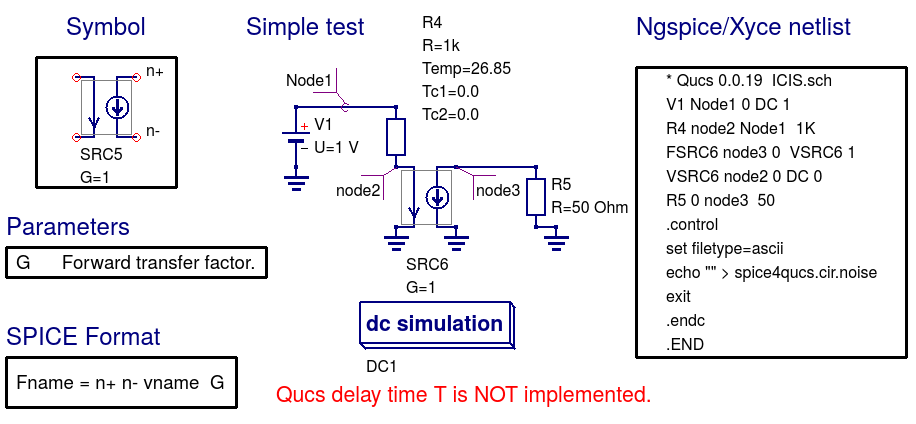 Symbol
n+
n-
SRC5
G=1
Parameters
G Forward transfer factor.
SPICE Format
Fname = n+ n- vname G
Simple test
R4
R=1k
Temp=26.85
Tc1=0.0
Tc2=0.0
Node1
+ V1
− U=1 V
node2
node3
R5
R=50 Ohm
SRC6
G=1
dc simulation
DC1
Qucs delay time T is NOT implemented.
Ngspice/Xyce netlist
* Qucs 0.0.19 ICIS.sch
V1 Node1 0 DC 1
R4 node2 Node1 1K
FSRC6 node3 0 VSRC6 1
VSRC6 node2 0 DC 0
R5 0 node3 50
.control
set filetype=ascii
echo "" > spice4qucs.cir.noise
exit
.endc
.END